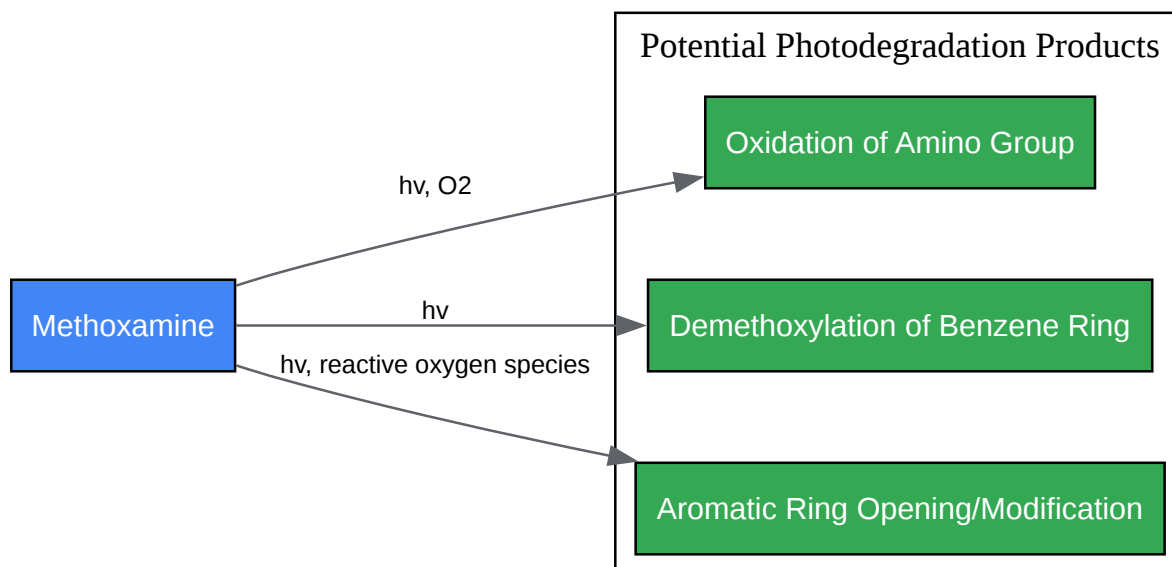 Potential Photodegradation Products
Oxidation of Amino Group
hv, O2
Methoxamine
hv
Demethoxylation of Benzene Ring
hv, reactive oxygen species
Aromatic Ring Opening/Modification